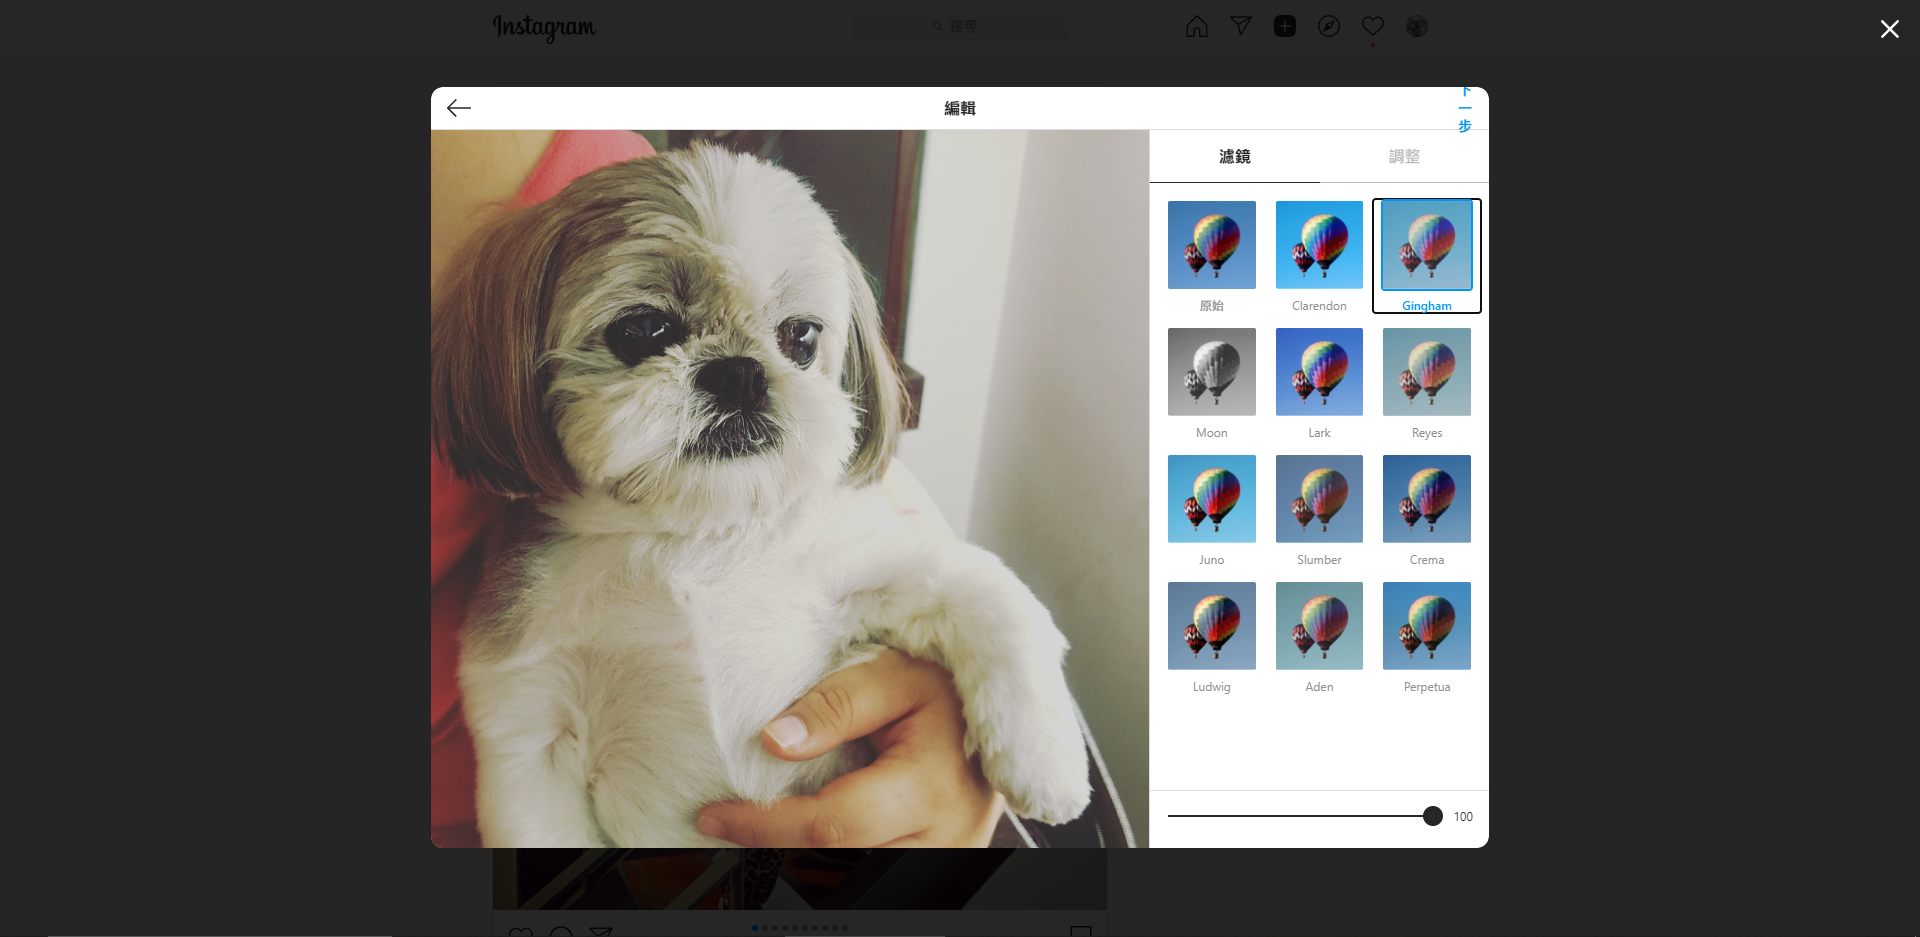 Instagram
搜尋
編輯
下一步
濾鏡
調整
原始
Clarendon
Gingham
Moon
Lark
Reyes
Juno
Slumber
Crema
Ludwig
Aden
Perpetua
100